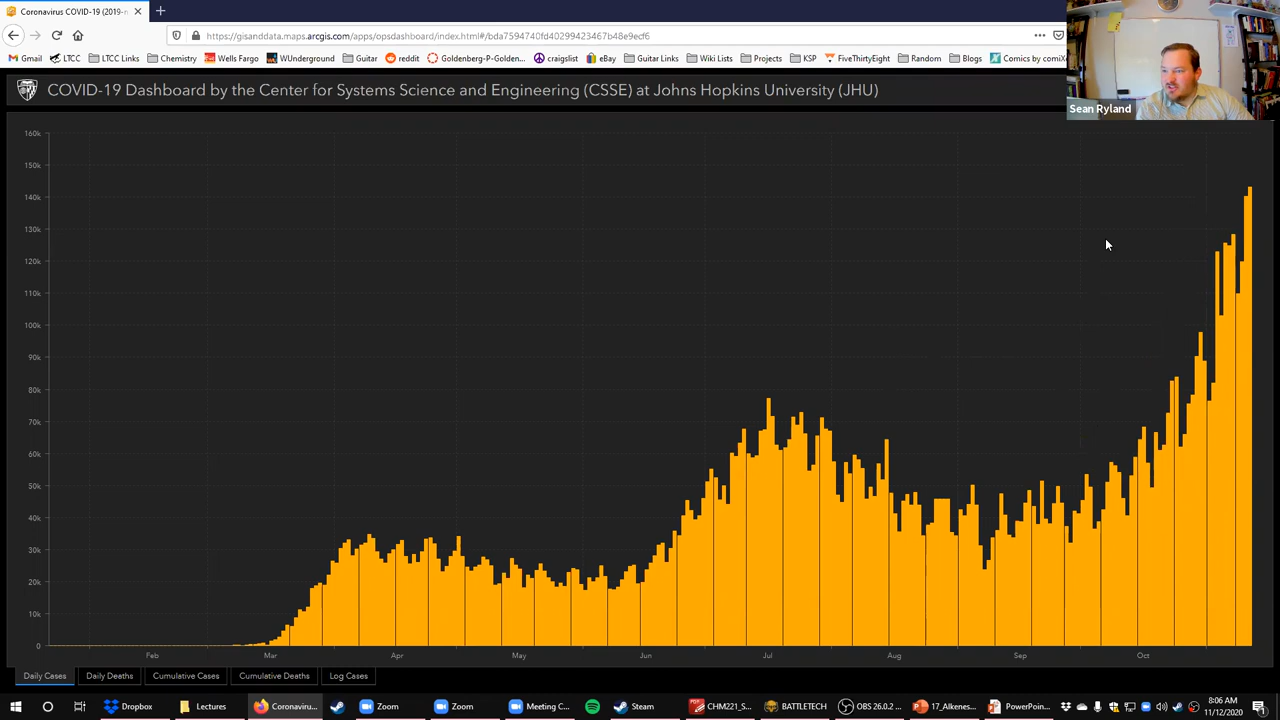 Coronavirus COVID-19 (2019-n
https://gisanddata.maps.arcgis.com/apps/opsdashboard/index.html#/bda7594740fd40299423467b48e9ecf6
Gmail LTCC LTCC Links Chemistry Wells Fargo WUnderground Guitar reddit Goldenberg-P-Golden... craigslist eBay Guitar Links Wiki Lists Projects KSP FiveThirtyEight Random Blogs Comics by comiX
COVID-19 Dashboard by the Center for Systems Science and Engineering (CSSE) at Johns Hopkins University (JHU)
Sean Ryland
160k
150k
140k
130k
120k
110k
100k
90k
80k
70k
60k
50k
40k
30k
20k
10k
0
Feb Mar Apr May Jun Jul Aug Sep Oct
Daily Cases Daily Deaths Cumulative Cases Cumulative Deaths Log Cases
Dropbox Lectures Coronaviru... Zoom Zoom Meeting C... Steam CHM221_S... BATTLETECH OBS 26.0.2 ... 17_Alkenes... PowerPoin...
8:06 AM
11/12/2020
1